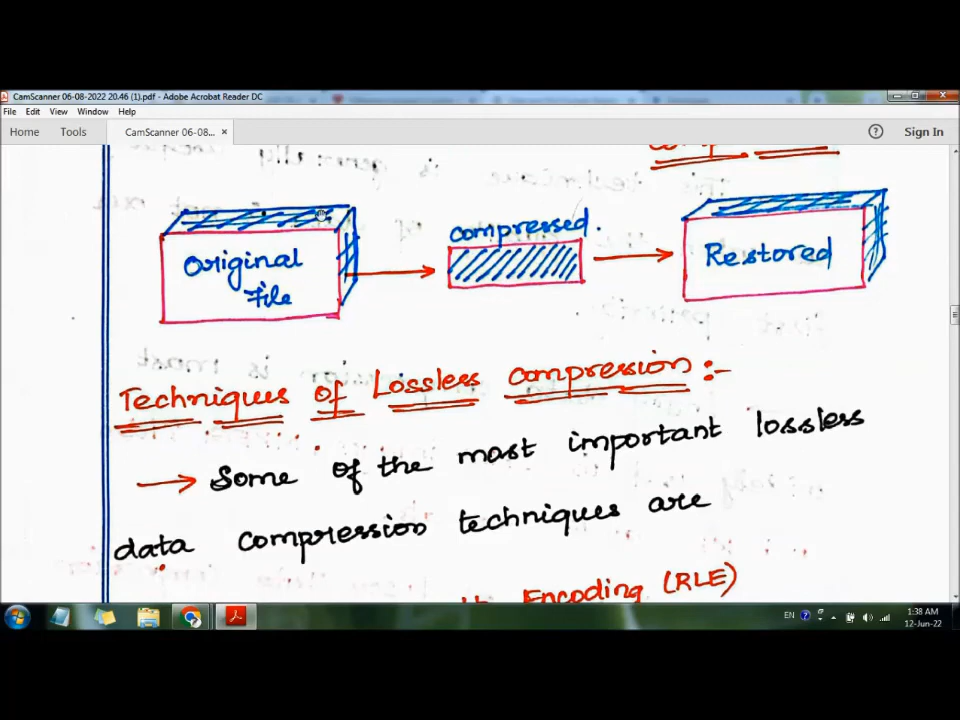 CamScanner 06-08-2022 20.46 (1).pdf - Adobe Acrobat Reader DC
File Edit View Window Help
Home Tools CamScanner 06-08... × Sign In
compressed.
Original
File
Restored
Techniques of Lossless compression :-
→ Some of the most important lossless
data compression techniques are
Encoding (RLE)
EN
1:38 AM
12-Jun-22